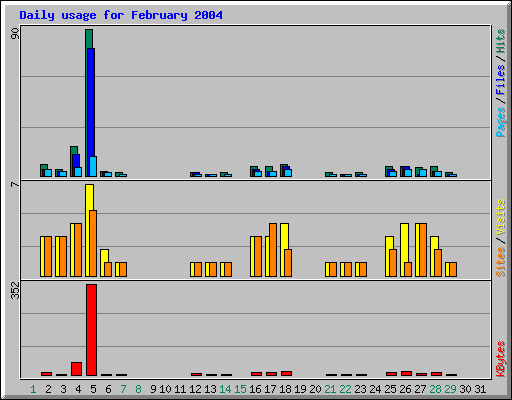 Daily usage for February 2004
90
7
352
Pages / Files / Hits
Sites / Visits
KBytes
1 2 3 4 5 6 7 8 9 10 11 12 13 14 15 16 17 18 19 20 21 22 23 24 25 26 27 28 29 30 31